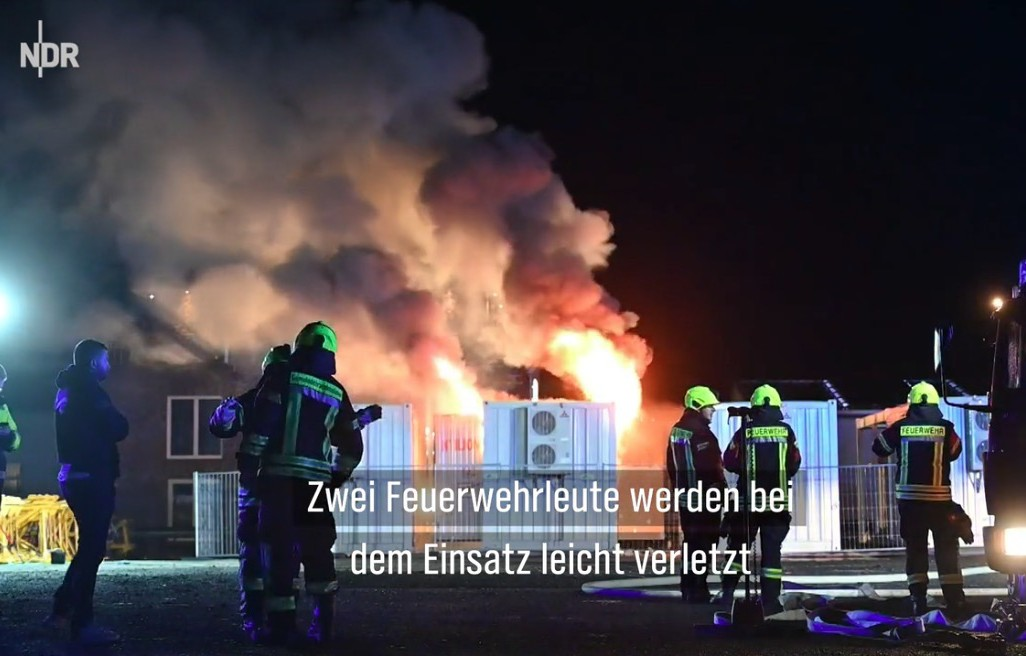 NDR
FEUERWEHR
FEUERWEHR
Zwei Feuerwehrleute werden bei
dem Einsatz leicht verletzt